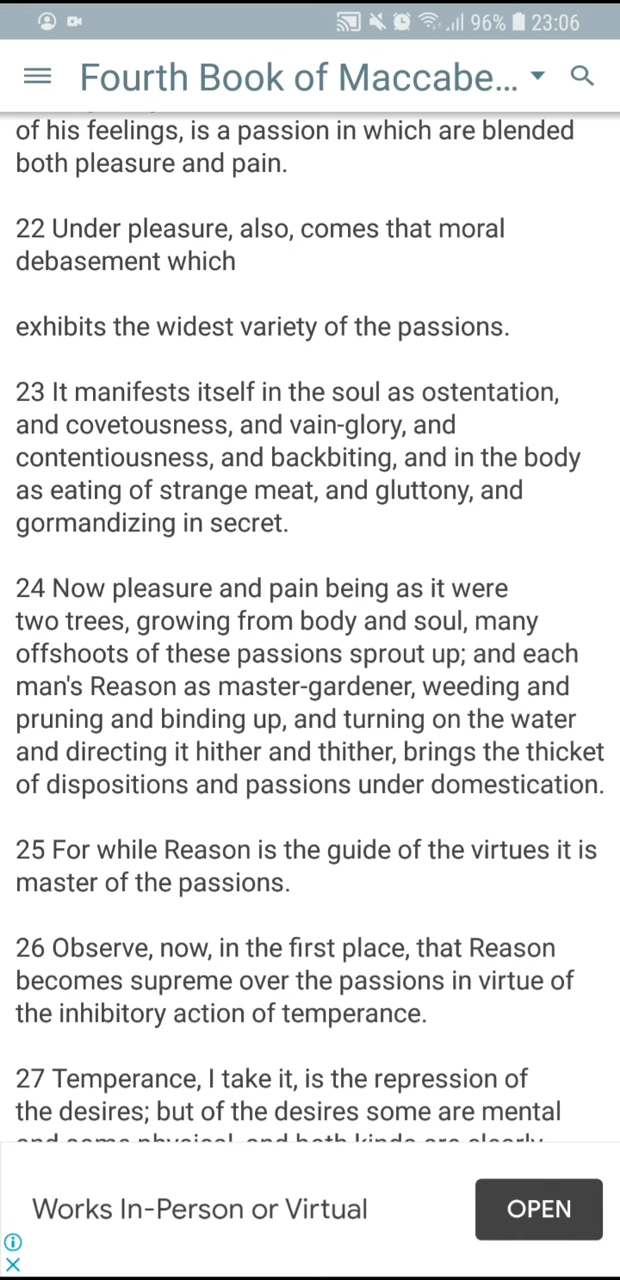 96% 23:06
Fourth Book of Maccabe...
of his feelings, is a passion in which are blended
both pleasure and pain.
22 Under pleasure, also, comes that moral
debasement which
exhibits the widest variety of the passions.
23 It manifests itself in the soul as ostentation,
and covetousness, and vain-glory, and
contentiousness, and backbiting, and in the body
as eating of strange meat, and gluttony, and
gormandizing in secret.
24 Now pleasure and pain being as it were
two trees, growing from body and soul, many
offshoots of these passions sprout up; and each
man's Reason as master-gardener, weeding and
pruning and binding up, and turning on the water
and directing it hither and thither, brings the thicket
of dispositions and passions under domestication.
25 For while Reason is the guide of the virtues it is
master of the passions.
26 Observe, now, in the first place, that Reason
becomes supreme over the passions in virtue of
the inhibitory action of temperance.
27 Temperance, I take it, is the repression of
the desires; but of the desires some are mental
and some physical, and both kinds are clearly
Works In-Person or Virtual
OPEN